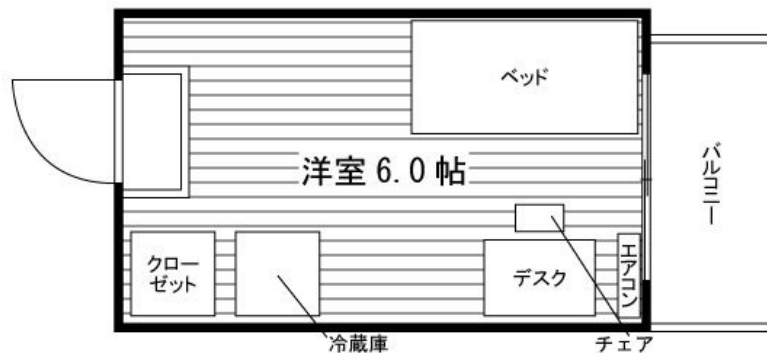 ベッド
洋室 6.0 帖
バルコニー
クロー
ゼット
デスク
エアコン
冷蔵庫
チェア